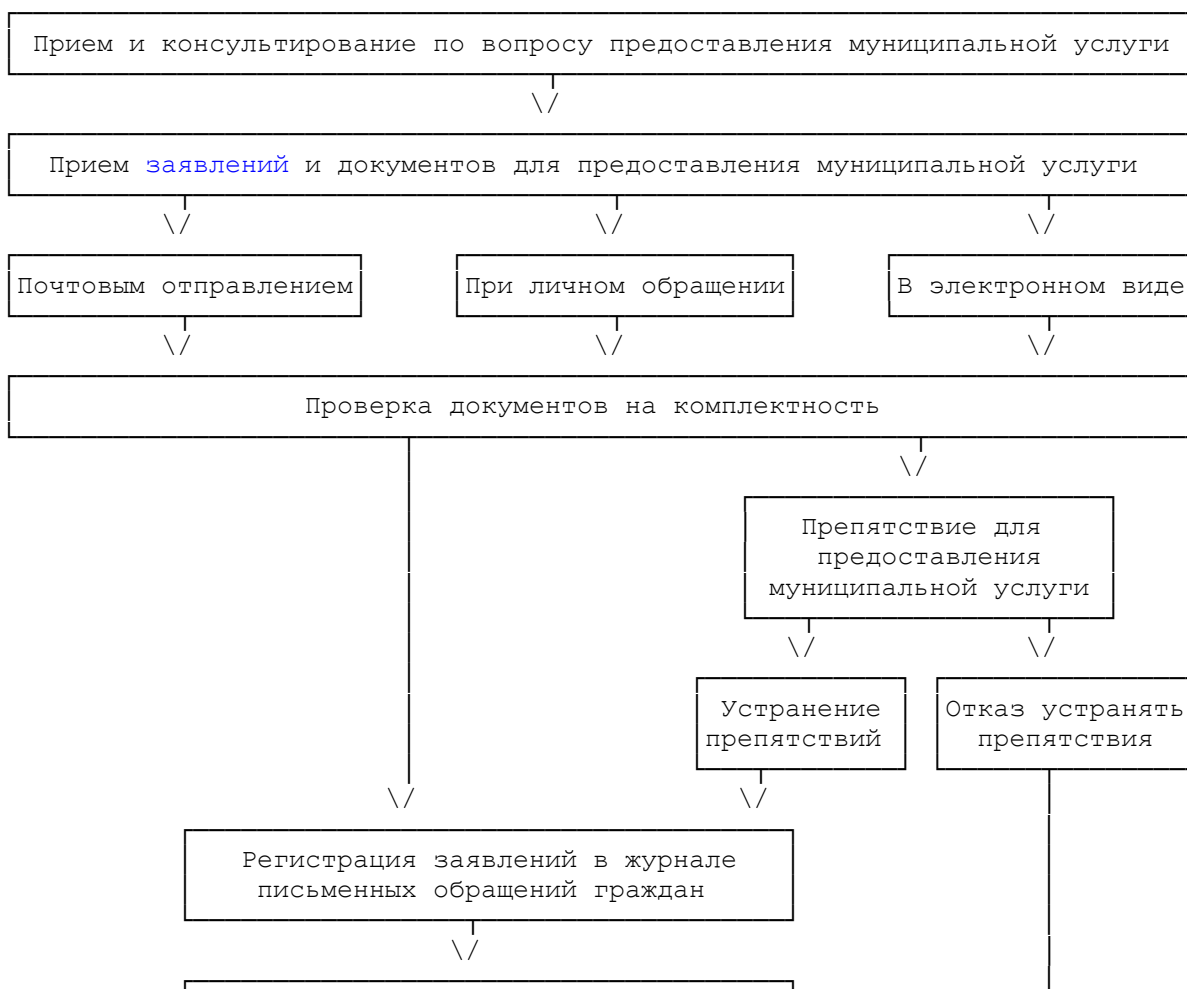 Прием и консультирование по вопросу предоставления муниципальной услуги
Прием заявлений и документов для предоставления муниципальной услуги
Почтовым отправлением
При личном обращении
В электронном виде
Проверка документов на комплектность
Препятствие для
предоставления
муниципальной услуги
Устранение
препятствий
Отказ устранять
препятствия
Регистрация заявлений в журнале
письменных обращений граждан